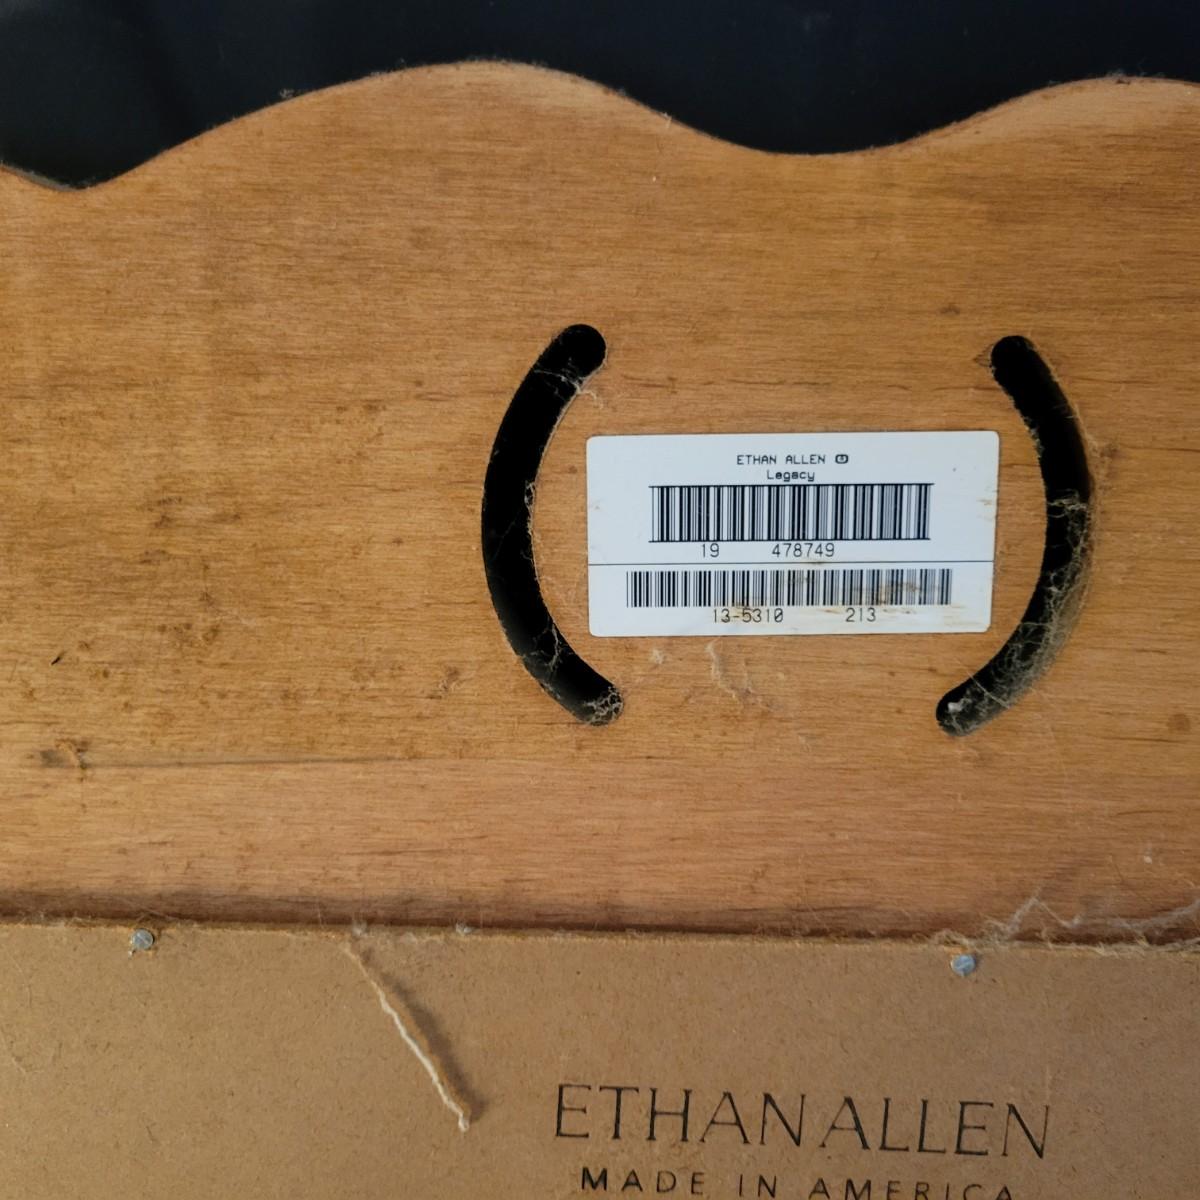 ETHAN ALLEN
Legacy
19 478749
13-5310 213
ETHAN ALLEN
MADE IN AMERICA